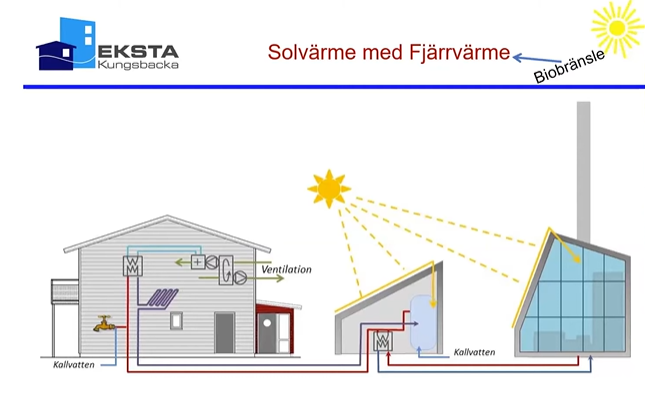 EKSTA
Kungsbacka
Solvärme med Fjärrvärme
Biobränsle
Ventilation
Kallvatten
Kallvatten